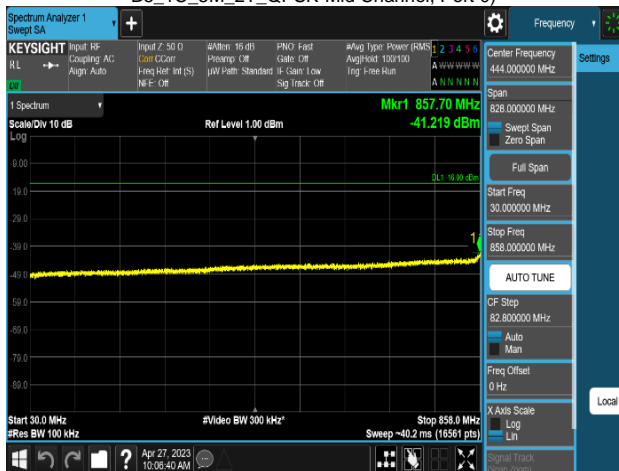 Spectrum Analyzer 1
Swept SA
Frequency
KEYSIGHT
RL
Input: RF
Coupling: AC
Align: Auto
Input Z: 50 Ω
Corr CCorr
Freq Ref: Int (S)
NFE: Off
#Atten: 16 dB
Preamp: Off
µW Path: Standard
PNO: Fast
Gate: Off
IF Gain: Low
Sig Track: Off
#Avg Type: Power (RMS
Avg|Hold: 100/100
Trig: Free Run
1 2 3 4 5 6
A W W W W W
A N N N N N
1 Spectrum
Scale/Div 10 dB
Log
Ref Level 1.00 dBm
Mkr1 857.70 MHz
-41.219 dBm
-9.00
DL1 -16.00 dBm
-19.0
-29.0
-39.0
1
-49.0
-59.0
-69.0
-79.0
-89.0
Start 30.0 MHz
#Res BW 100 kHz
#Video BW 300 kHz*
Stop 858.0 MHz
Sweep ~40.2 ms (16561 pts)
Center Frequency
444.000000 MHz
Span
828.000000 MHz
Swept Span
Zero Span
Full Span
Start Freq
30.000000 MHz
Stop Freq
858.000000 MHz
AUTO TUNE
CF Step
82.800000 MHz
Auto
Man
Freq Offset
0 Hz
X Axis Scale
Log
Lin
Signal Track
Settings
Local
Apr 27, 2023
10:06:40 AM